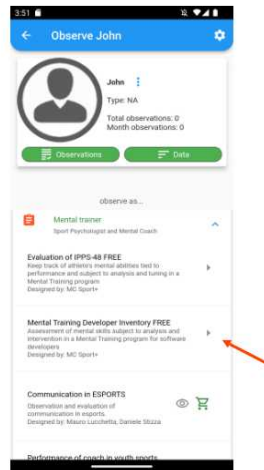 3:51
Observe John
John
Type: NA
Total observations: 0
Month observations: 0
Observations
Data
observe as...
Mental trainer
Sport Psychologist and Mental Coach
Evaluation of IPPS-48 FREE
Keep track of athlete's mental abilities tied to
performance and subject to analysis and tuning in a
Mental Training program
Designed by: MC Sport+
Mental Training Developer Inventory FREE
Assessment of mental skills subject to analysis and
intervention in a Mental Training program for software
developers
Designed by: MC Sport+
Communication in ESPORTS
Observation and evaluation of
communication in esports.
Designed by: Mauro Lucchetta, Daniele Stizza
Performance of coach in youth sports